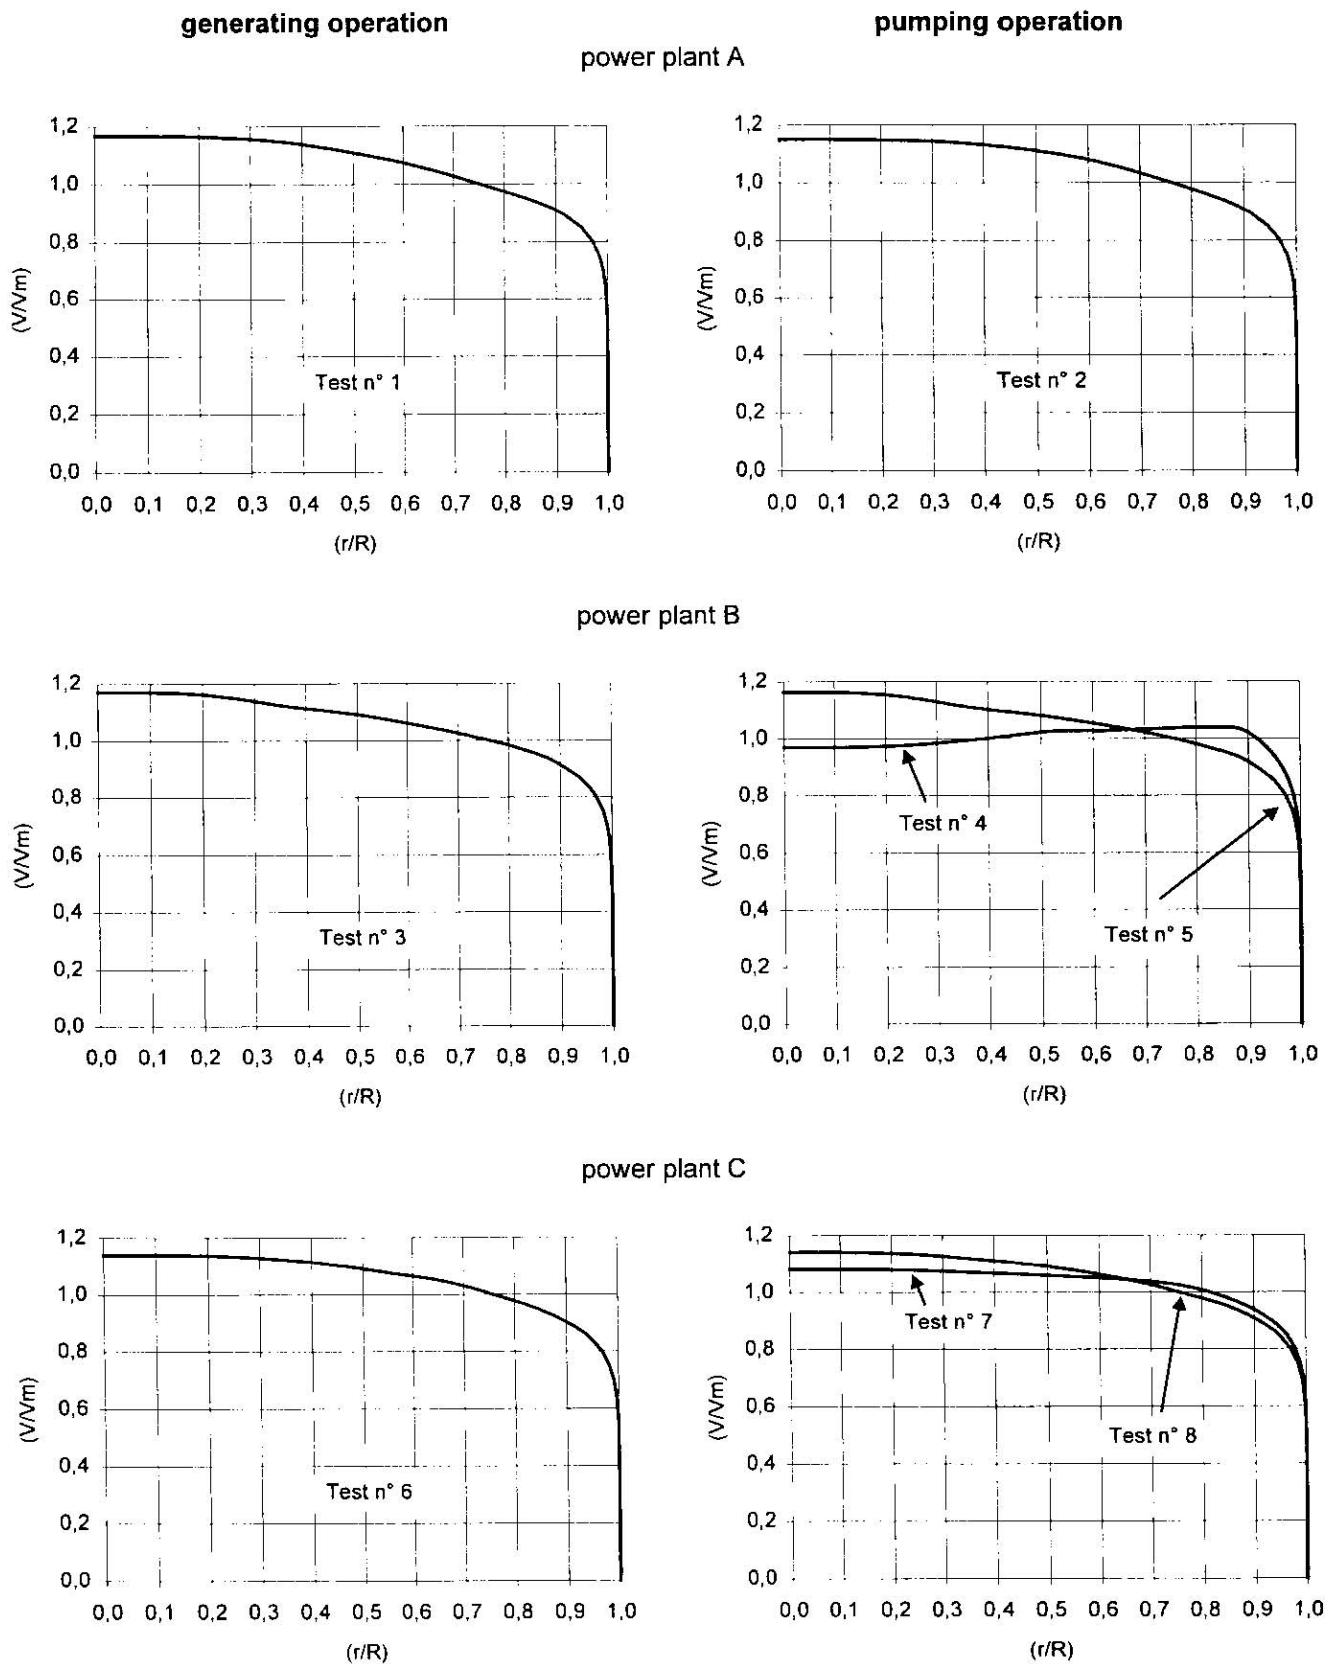 generating operation pumping operation
power plant A
1,2
1,0
0,8
0,6
0,4
0,2
0,0
(V/Vm)
Test n° 1
0,0 0,1 0,2 0,3 0,4 0,5 0,6 0,7 0,8 0,9 1,0
(r/R)
1,2
1,0
0,8
0,6
0,4
0,2
0,0
(V/Vm)
Test n° 2
0,0 0,1 0,2 0,3 0,4 0,5 0,6 0,7 0,8 0,9 1,0
(r/R)
power plant B
1,2
1,0
0,8
0,6
0,4
0,2
0,0
(V/Vm)
Test n° 3
0,0 0,1 0,2 0,3 0,4 0,5 0,6 0,7 0,8 0,9 1,0
(r/R)
1,2
1,0
0,8
0,6
0,4
0,2
0,0
(V/Vm)
Test n° 4
Test n° 5
0,0 0,1 0,2 0,3 0,4 0,5 0,6 0,7 0,8 0,9 1,0
(r/R)
power plant C
1,2
1,0
0,8
0,6
0,4
0,2
0,0
(V/Vm)
Test n° 6
0,0 0,1 0,2 0,3 0,4 0,5 0,6 0,7 0,8 0,9 1,0
(r/R)
1,2
1,0
0,8
0,6
0,4
0,2
0,0
(V/Vm)
Test n° 7
Test n° 8
0,0 0,1 0,2 0,3 0,4 0,5 0,6 0,7 0,8 0,9 1,0
(r/R)